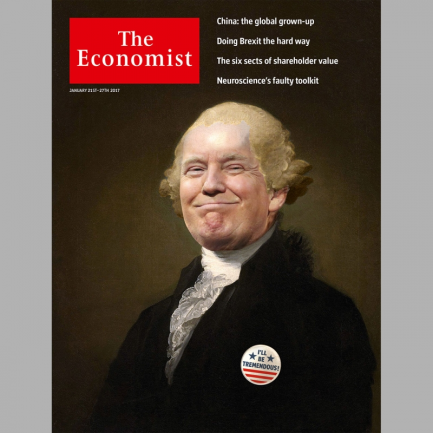 The
Economist
JANUARY 21ST–27TH 2017
China: the global grown-up
Doing Brexit the hard way
The six sects of shareholder value
Neuroscience's faulty toolkit
I'LL
BE
TREMENDOUS!